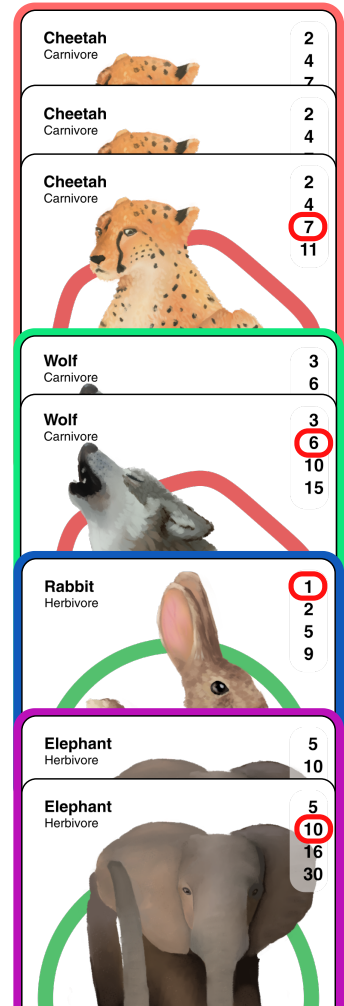 Cheetah 2
Carnivore 4
7
Cheetah 2
Carnivore 4
Cheetah 2
Carnivore 4
7
11
Wolf 3
Carnivore 6
Wolf 3
Carnivore 6
10
15
Rabbit 1
Herbivore 2
5
9
Elephant 5
Herbivore 10
Elephant 5
Herbivore 10
16
30